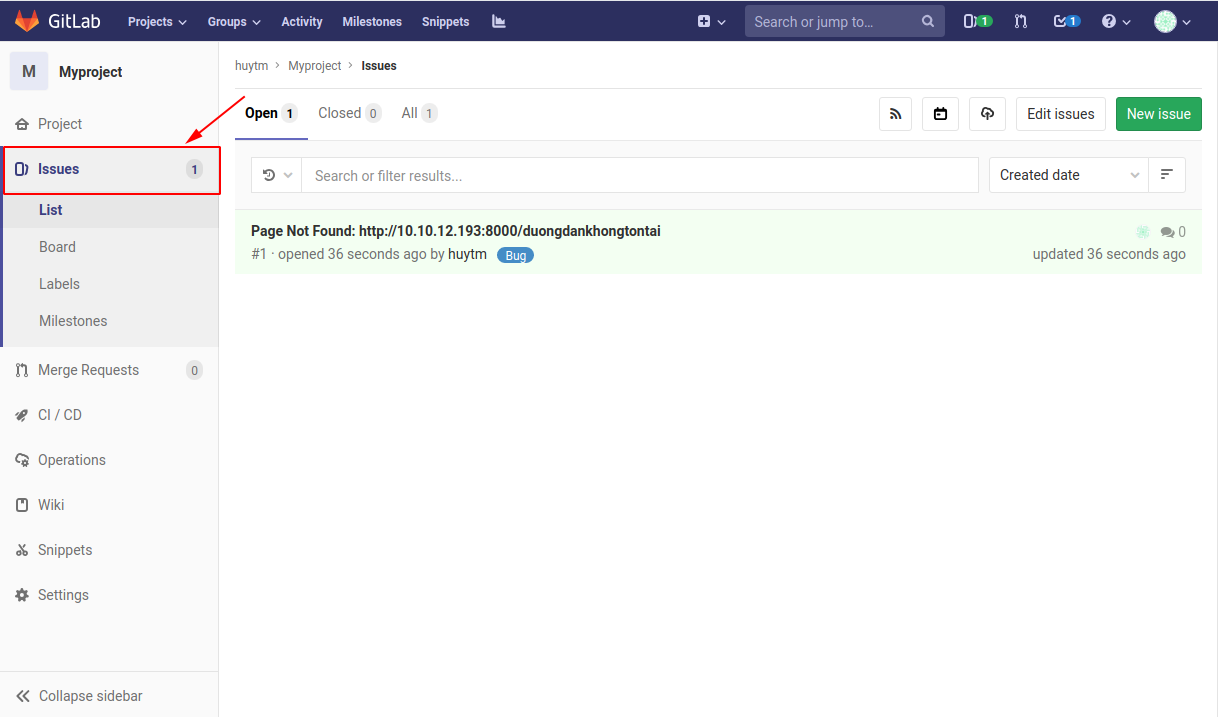 GitLab Projects Groups Activity Milestones Snippets Search or jump to... 1 1
M Myproject
huytm > Myproject > Issues
Open 1 Closed 0 All 1 Edit issues New issue
Project
Issues 1
Search or filter results... Created date
List
Board
Labels
Milestones
Page Not Found: http://10.10.12.193:8000/duongdankhongtontai 0
#1 · opened 36 seconds ago by huytm Bug updated 36 seconds ago
Merge Requests 0
CI / CD
Operations
Wiki
Snippets
Settings
Collapse sidebar